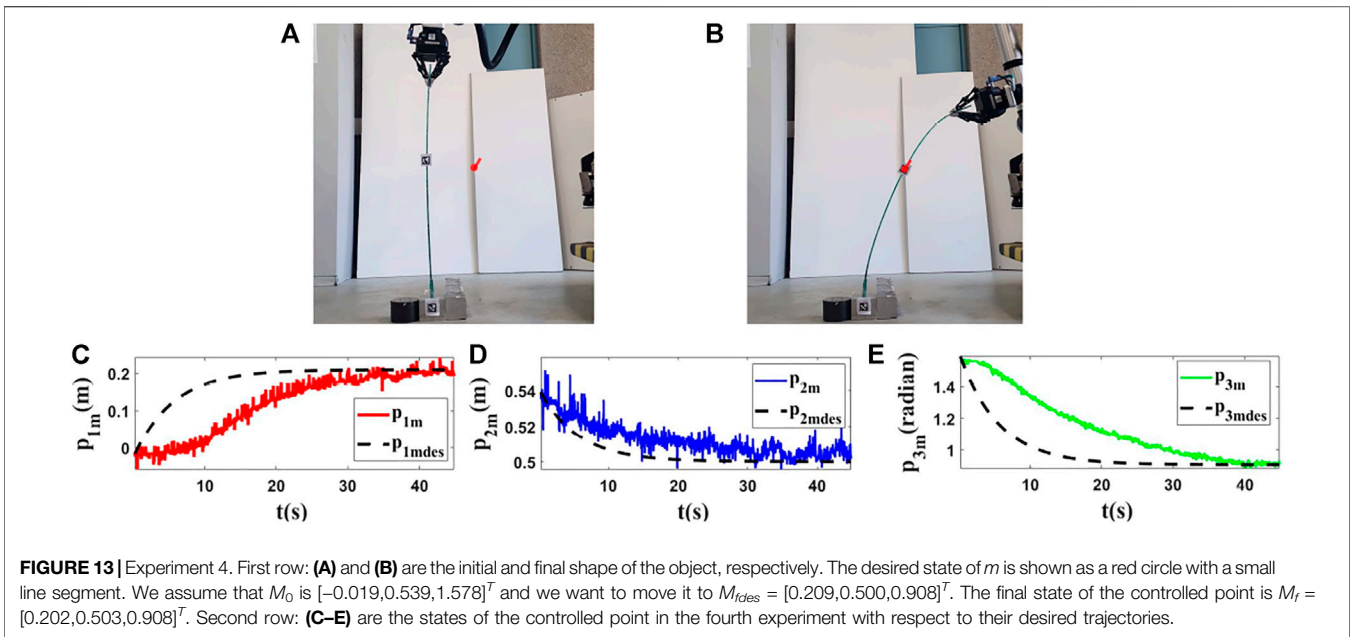 A
B
C
D
E
p1m(m)
0.2
0.1
0
10
20
30
40
t(s)
p1m
p1mdes
p2m(m)
0.54
0.52
0.5
10
20
30
40
t(s)
p2m
p2mdes
p3m(radian)
1.4
1.2
1
10
20
30
40
t(s)
p3m
p3mdes
FIGURE 13 | Experiment 4. First row: (A) and (B) are the initial and final shape of the object, respectively. The desired state of m is shown as a red circle with a small
line segment. We assume that M0 is [−0.019,0.539,1.578]^T and we want to move it to Mfdes = [0.209,0.500,0.908]^T. The final state of the controlled point is Mf =
[0.202,0.503,0.908]^T. Second row: (C–E) are the states of the controlled point in the fourth experiment with respect to their desired trajectories.